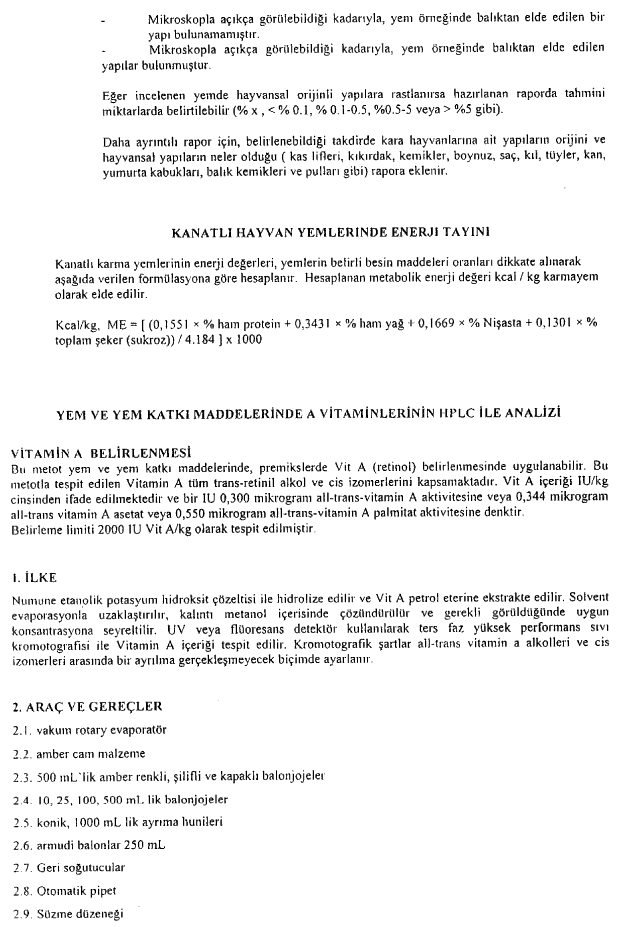 - Mikroskopla açıkça görülebildiği kadarıyla, yem örneğinde balıktan elde edilen bir
yapı bulunamamıştır.
- Mikroskopla açıkça görülebildiği kadarıyla, yem örneğinde balıktan elde edilen
yapılar bulunmuştur.
Eğer incelenen yemde hayvansal orijinli yapılara rastlanırsa hazırlanan raporda tahmini
miktarlarda belirtilebilir (% x , < % 0.1, % 0.1-0.5, %0.5-5 veya > %5 gibi).
Daha ayrıntılı rapor için, belirlenebildiği takdirde kara hayvanlarına ait yapıların orijini ve
hayvansal yapıların neler olduğu ( kas lifleri, kıkırdak, kemikler, boynuz, saç, kıl, tüyler, kan,
yumurta kabukları, balık kemikleri ve pulları gibi) rapora eklenir.
KANATLI HAYVAN YEMLERINDE ENERJI TAYINI
Kanatlı karma yemlerinin enerji değerleri, yemlerin belirli besin maddeleri oranları dikkate alınarak
aşağıda verilen formülasyona göre hesaplanır. Hesaplanan metabolik enerji değeri kcal / kg karmayem
olarak elde edilir.
Kcal/kg, ME = [ (0,1551 × % ham protein + 0,3431 × % ham yağ + 0,1669 × % Nişasta + 0,1301 × %
toplam şeker (sukroz)) / 4.184 ] x 1000
YEM VE YEM KATKI MADDELERİNDE A VİTAMİNLERİNİN HPLC İLE ANALİZİ
VİTAMİN A BELİRLENMESİ
Bu metot yem ve yem katkı maddelerinde, premikslerde Vit A (retinol) belirlenmesinde uygulanabilir. Bu
metotla tespit edilen Vitamin A tüm trans-retinil alkol ve cis izomerlerini kapsamaktadır. Vit A içeriği IU/kg
cinsinden ifade edilmektedir ve bir IU 0,300 mikrogram all-trans-vitamin A aktivitesine veya 0,344 mikrogram
all-trans vitamin A asetat veya 0,550 mikrogram all-trans-vitamin A palmitat aktivitesine denktir.
Belirleme limiti 2000 IU Vit A/kg olarak tespit edilmiştir.
1. İLKE
Numune etanolik potasyum hidroksit çözeltisi ile hidrolize edilir ve Vit A petrol eterine ekstrakte edilir. Solvent
evaporasyonla uzaklaştırılır, kalıntı metanol içerisinde çözündürülür ve gerekli görüldüğünde uygun
konsantrasyona seyreltilir. UV veya flüoresans detektör kullanılarak ters faz yüksek performans sıvı
kromotografisi ile Vitamin A içeriği tespit edilir. Kromotografik şartlar all-trans vitamin a alkolleri ve cis
izomerleri arasında bir ayrılma gerçekleşmeyecek biçimde ayarlanır.
2. ARAÇ VE GEREÇLER
2.1. vakum rotary evaporatör
2.2. amber cam malzeme
2.3. 500 mL'lik amber renkli, şilifli ve kapaklı balonjojeler
2.4. 10, 25, 100, 500 mL lik balonjojeler
2.5. konik, 1000 mL lik ayrıma hunileri
2.6. armudi balonlar 250 mL
2.7. Geri soğutucular
2.8. Otomatik pipet
2.9. Süzme düzeneği